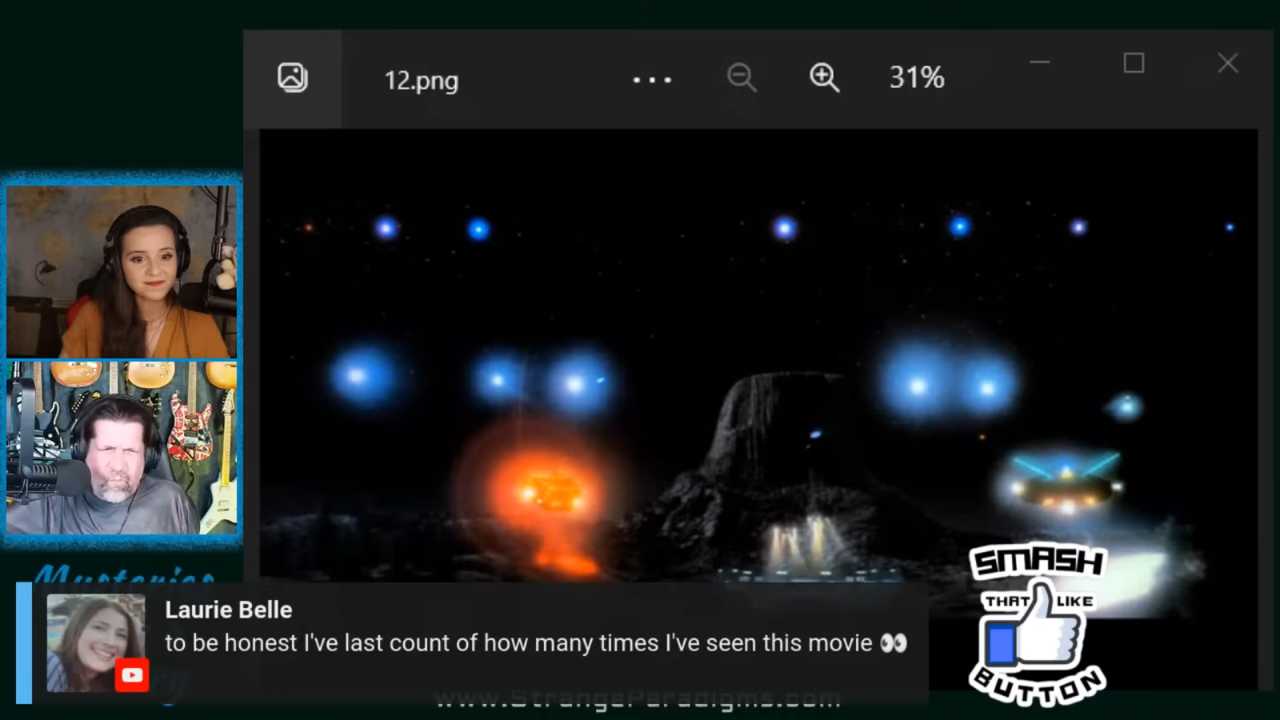 12.png
31%
SMASH
THAT LIKE
BUTTON
Mysteries
Laurie Belle
to be honest I've last count of how many times I've seen this movie 👀
www.StrangeParadigms.com